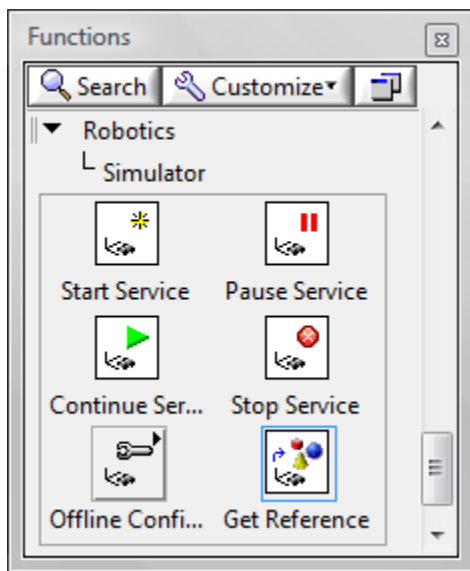 Functions
Search Customize
Robotics
Simulator
Start Service Pause Service
Continue Ser... Stop Service
Offline Confi... Get Reference